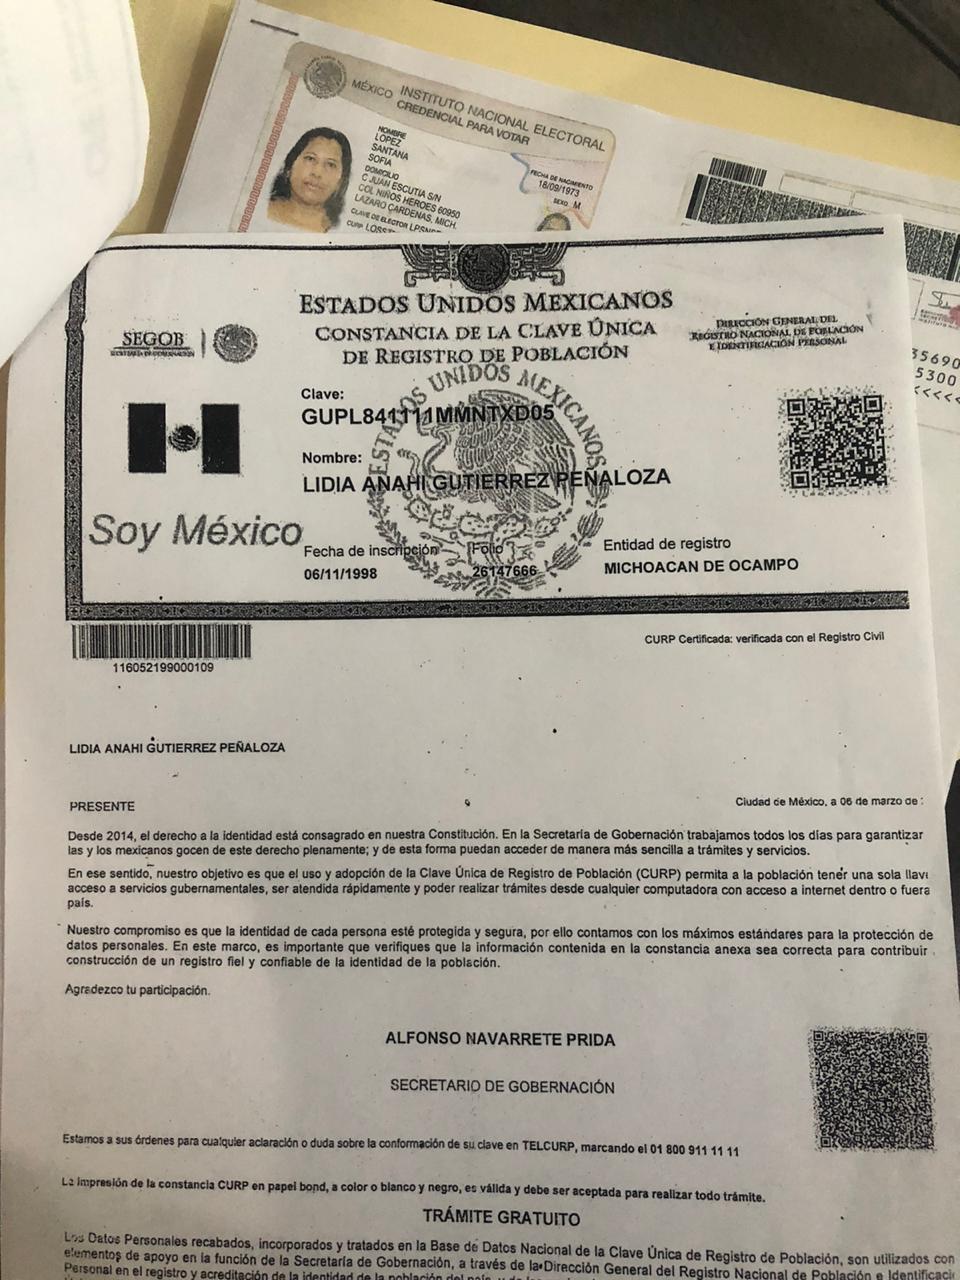 MÉXICO INSTITUTO NACIONAL ELECTORAL
CREDENCIAL PARA VOTAR
NOMBRE
LOPEZ
SANTANA
SOFIA
DOMICILIO
C JUAN ESCUTIA S/N
COL NIÑOS HEROES 60950
LAZARO CARDENAS, MICH.
CLAVE DE ELECTOR
CURP
FECHA DE NACIMIENTO
18/09/1973
SEXO M
35690
5300
<<<<<
ESTADOS UNIDOS MEXICANOS
CONSTANCIA DE LA CLAVE ÚNICA
DE REGISTRO DE POBLACIÓN
SEGOB
SECRETARÍA DE GOBERNACIÓN
DIRECCIÓN GENERAL DEL
REGISTRO NACIONAL DE POBLACIÓN
E IDENTIFICACIÓN PERSONAL
ESTADOS UNIDOS MEXICANOS
Clave:
GUPL841111MMNTXD05
Nombre:
LIDIA ANAHI GUTIERREZ PEÑALOZA
Soy México
Fecha de inscripción Folio Entidad de registro
06/11/1998 26147666 MICHOACAN DE OCAMPO
116052199000109
CURP Certificada: verificada con el Registro Civil
LIDIA ANAHI GUTIERREZ PEÑALOZA
PRESENTE
Ciudad de México, a 06 de marzo de
Desde 2014, el derecho a la identidad está consagrado en nuestra Constitución. En la Secretaría de Gobernación trabajamos todos los días para garantizar
las y los mexicanos gocen de este derecho plenamente; y de esta forma puedan acceder de manera más sencilla a trámites y servicios.
En ese sentido, nuestro objetivo es que el uso y adopción de la Clave Única de Registro de Población (CURP) permita a la población tener una sola
acceso a servicios gubernamentales, ser atendida rápidamente y poder realizar trámites desde cualquier computadora con acceso a internet dentro o fuera
país.
Nuestro compromiso es que la identidad de cada persona esté protegida y segura, por ello contamos con los máximos estándares para la protección de
datos personales. En este marco, es importante que verifiques que la información contenida en la constancia anexa sea correcta para contribuir
construcción de un registro fiel y confiable de la identidad de la población.
Agradezco tu participación.
ALFONSO NAVARRETE PRIDA
SECRETARIO DE GOBERNACIÓN
Estamos a sus órdenes para cualquier aclaración o duda sobre la conformación de su clave en TELCURP, marcando el 01 800 911 11 11
La impresión de la constancia CURP en papel bond, a color o blanco y negro, es válida y debe ser aceptada para realizar todo trámite.
TRÁMITE GRATUITO
Los Datos Personales recabados, incorporados y tratados en la Base de Datos Nacional de la Clave Única de Registro de Población, son utilizados con
elementos de apoyo en la función de la Secretaría de Gobernación, a través de la Dirección General del Registro Nacional de Población e
Personal en el registro y acreditación de la identidad de la población del país